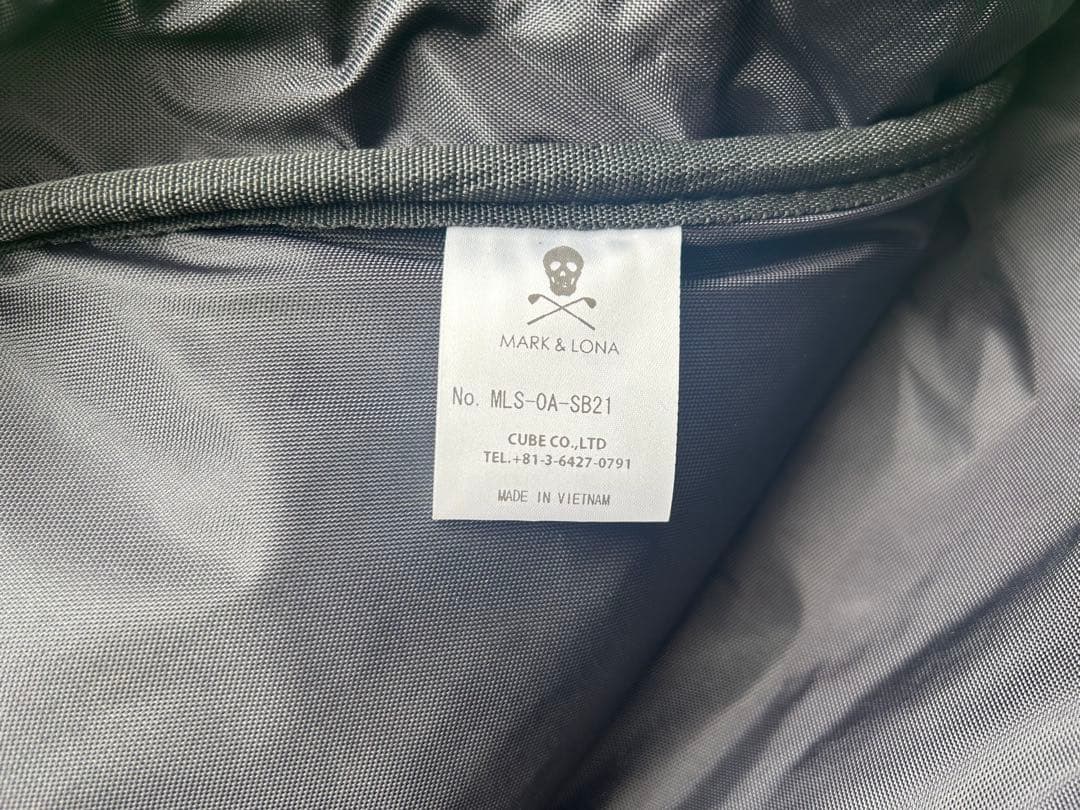 MARK & LONA
No. MLS-0A-SB21
CUBE CO.,LTD
TEL.+81-3-6427-0791
MADE IN VIETNAM